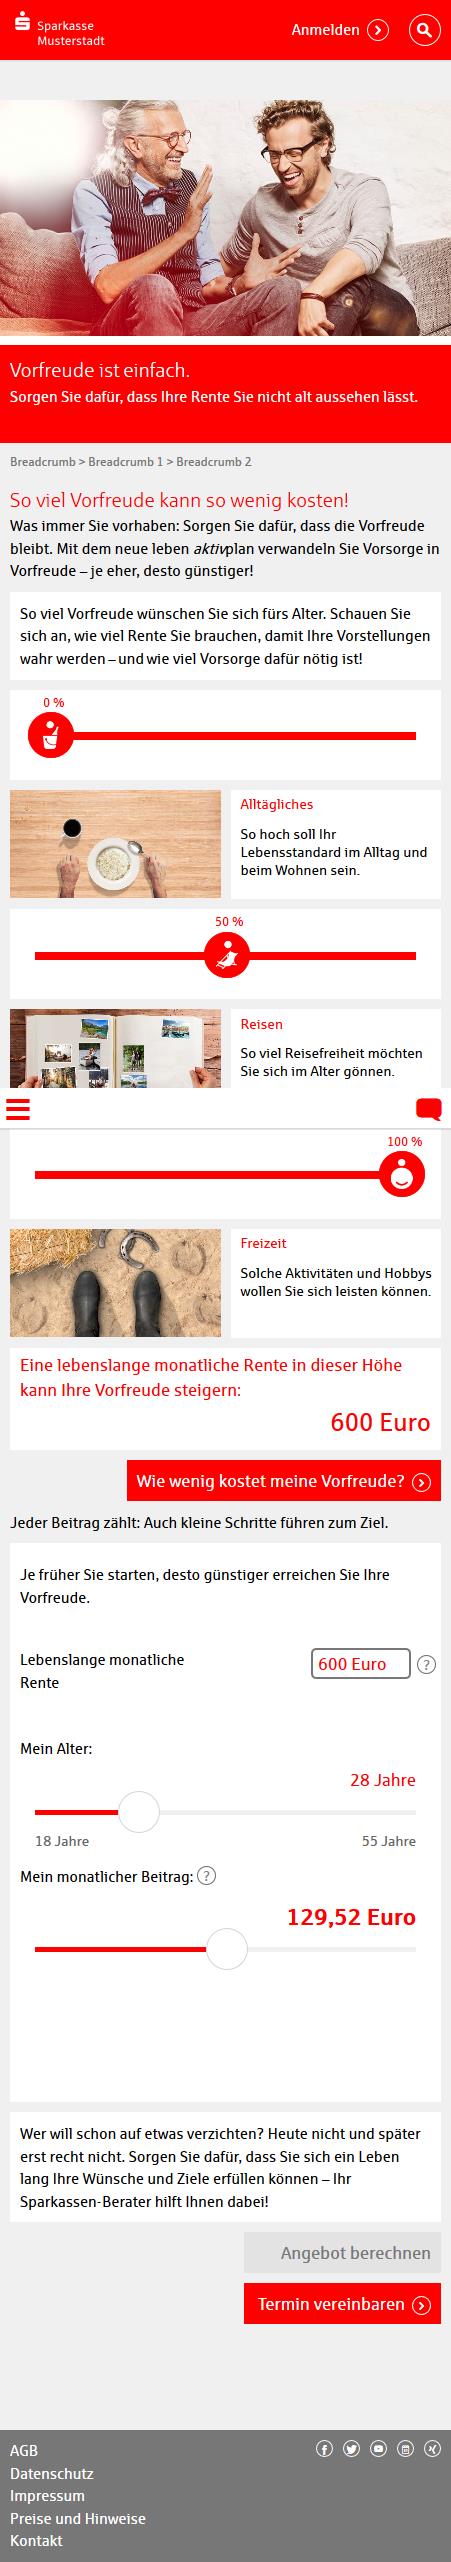 Sparkasse
Musterstadt
Anmelden
Vorfreude ist einfach.
Sorgen Sie dafür, dass Ihre Rente Sie nicht alt aussehen lässt.
Breadcrumb > Breadcrumb 1 > Breadcrumb 2
So viel Vorfreude kann so wenig kosten!
Was immer Sie vorhaben: Sorgen Sie dafür, dass die Vorfreude
bleibt. Mit dem neue leben aktivplan verwandeln Sie Vorsorge in
Vorfreude – je eher, desto günstiger!
So viel Vorfreude wünschen Sie sich fürs Alter. Schauen Sie
sich an, wie viel Rente Sie brauchen, damit Ihre Vorstellungen
wahr werden – und wie viel Vorsorge dafür nötig ist!
0 %
Alltägliches
So hoch soll Ihr
Lebensstandard im Alltag und
beim Wohnen sein.
50 %
Reisen
So viel Reisefreiheit möchten
Sie sich im Alter gönnen.
100 %
Freizeit
Solche Aktivitäten und Hobbys
wollen Sie sich leisten können.
Eine lebenslange monatliche Rente in dieser Höhe
kann Ihre Vorfreude steigern:
600 Euro
Wie wenig kostet meine Vorfreude?
Jeder Beitrag zählt: Auch kleine Schritte führen zum Ziel.
Je früher Sie starten, desto günstiger erreichen Sie Ihre
Vorfreude.
Lebenslange monatliche
Rente
600 Euro ?
Mein Alter:
28 Jahre
18 Jahre 55 Jahre
Mein monatlicher Beitrag: ?
129,52 Euro
Wer will schon auf etwas verzichten? Heute nicht und später
erst recht nicht. Sorgen Sie dafür, dass Sie sich ein Leben
lang Ihre Wünsche und Ziele erfüllen können – Ihr
Sparkassen-Berater hilft Ihnen dabei!
Angebot berechnen
Termin vereinbaren
AGB
Datenschutz
Impressum
Preise und Hinweise
Kontakt